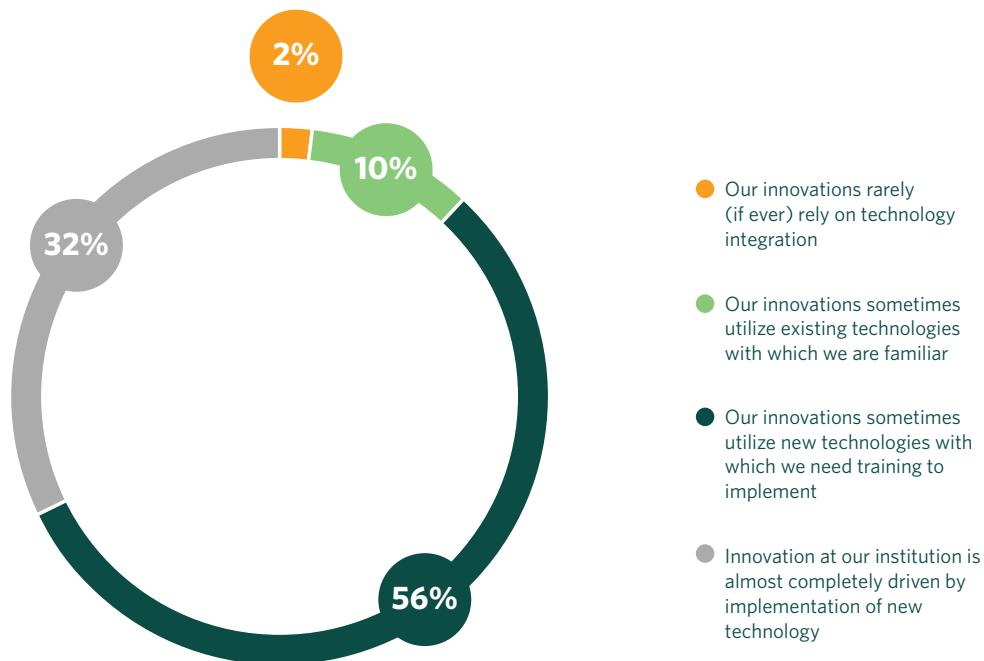 2%
10%
32%
56%
Our innovations rarely
(if ever) rely on technology
integration
Our innovations sometimes
utilize existing technologies
with which we are familiar
Our innovations sometimes
utilize new technologies with
which we need training to
implement
Innovation at our institution is
almost completely driven by
implementation of new
technology